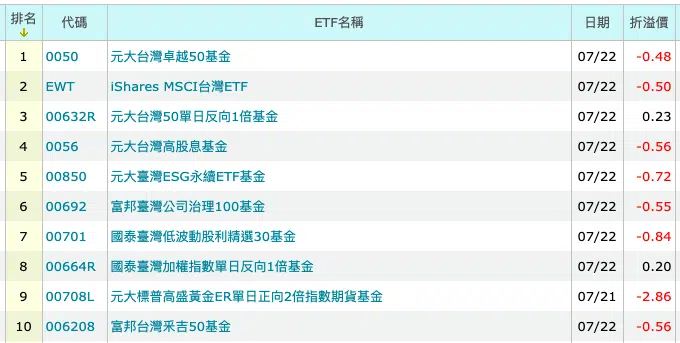 排名 代碼 ETF名稱 日期 折溢價
1 0050 元大台灣卓越50基金 07/22 -0.48
2 EWT iShares MSCI台灣ETF 07/22 -0.50
3 00632R 元大台灣50單日反向1倍基金 07/22 0.23
4 0056 元大台灣高股息基金 07/22 -0.56
5 00850 元大臺灣ESG永續ETF基金 07/22 -0.72
6 00692 富邦臺灣公司治理100基金 07/22 -0.55
7 00701 國泰臺灣低波動股利精選30基金 07/22 -0.84
8 00664R 國泰臺灣加權指數單日反向1倍基金 07/22 0.20
9 00708L 元大標普高盛黃金ER單日正向2倍指數期貨基金 07/21 -2.86
10 006208 富邦台灣釆吉50基金 07/22 -0.56